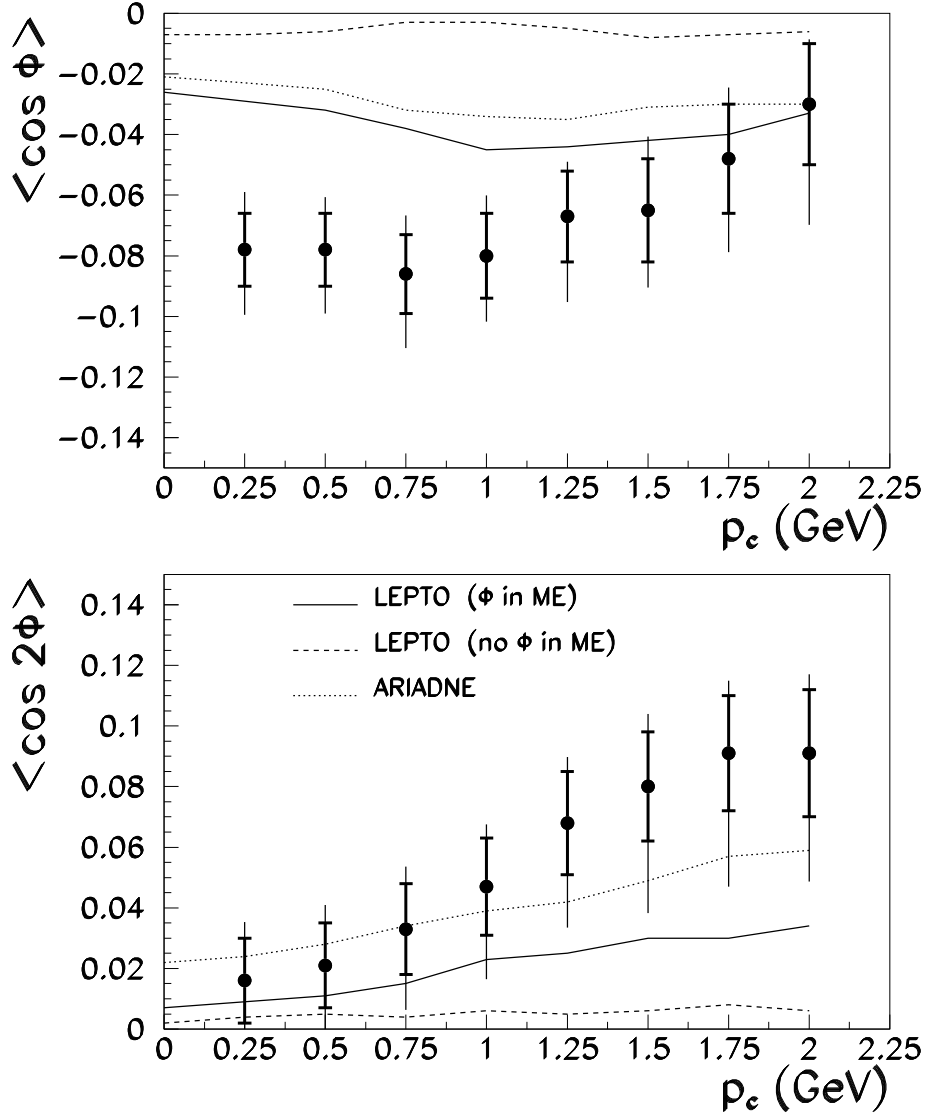 <cos Φ>
0
−0.02
−0.04
−0.06
−0.08
−0.1
−0.12
−0.14
0 0.25 0.5 0.75 1 1.25 1.5 1.75 2 2.25
p_c (GeV)
<cos 2Φ>
0.14
0.12
0.1
0.08
0.06
0.04
0.02
0
LEPTO (Φ in ME)
LEPTO (no Φ in ME)
ARIADNE
0 0.25 0.5 0.75 1 1.25 1.5 1.75 2 2.25
p_c (GeV)